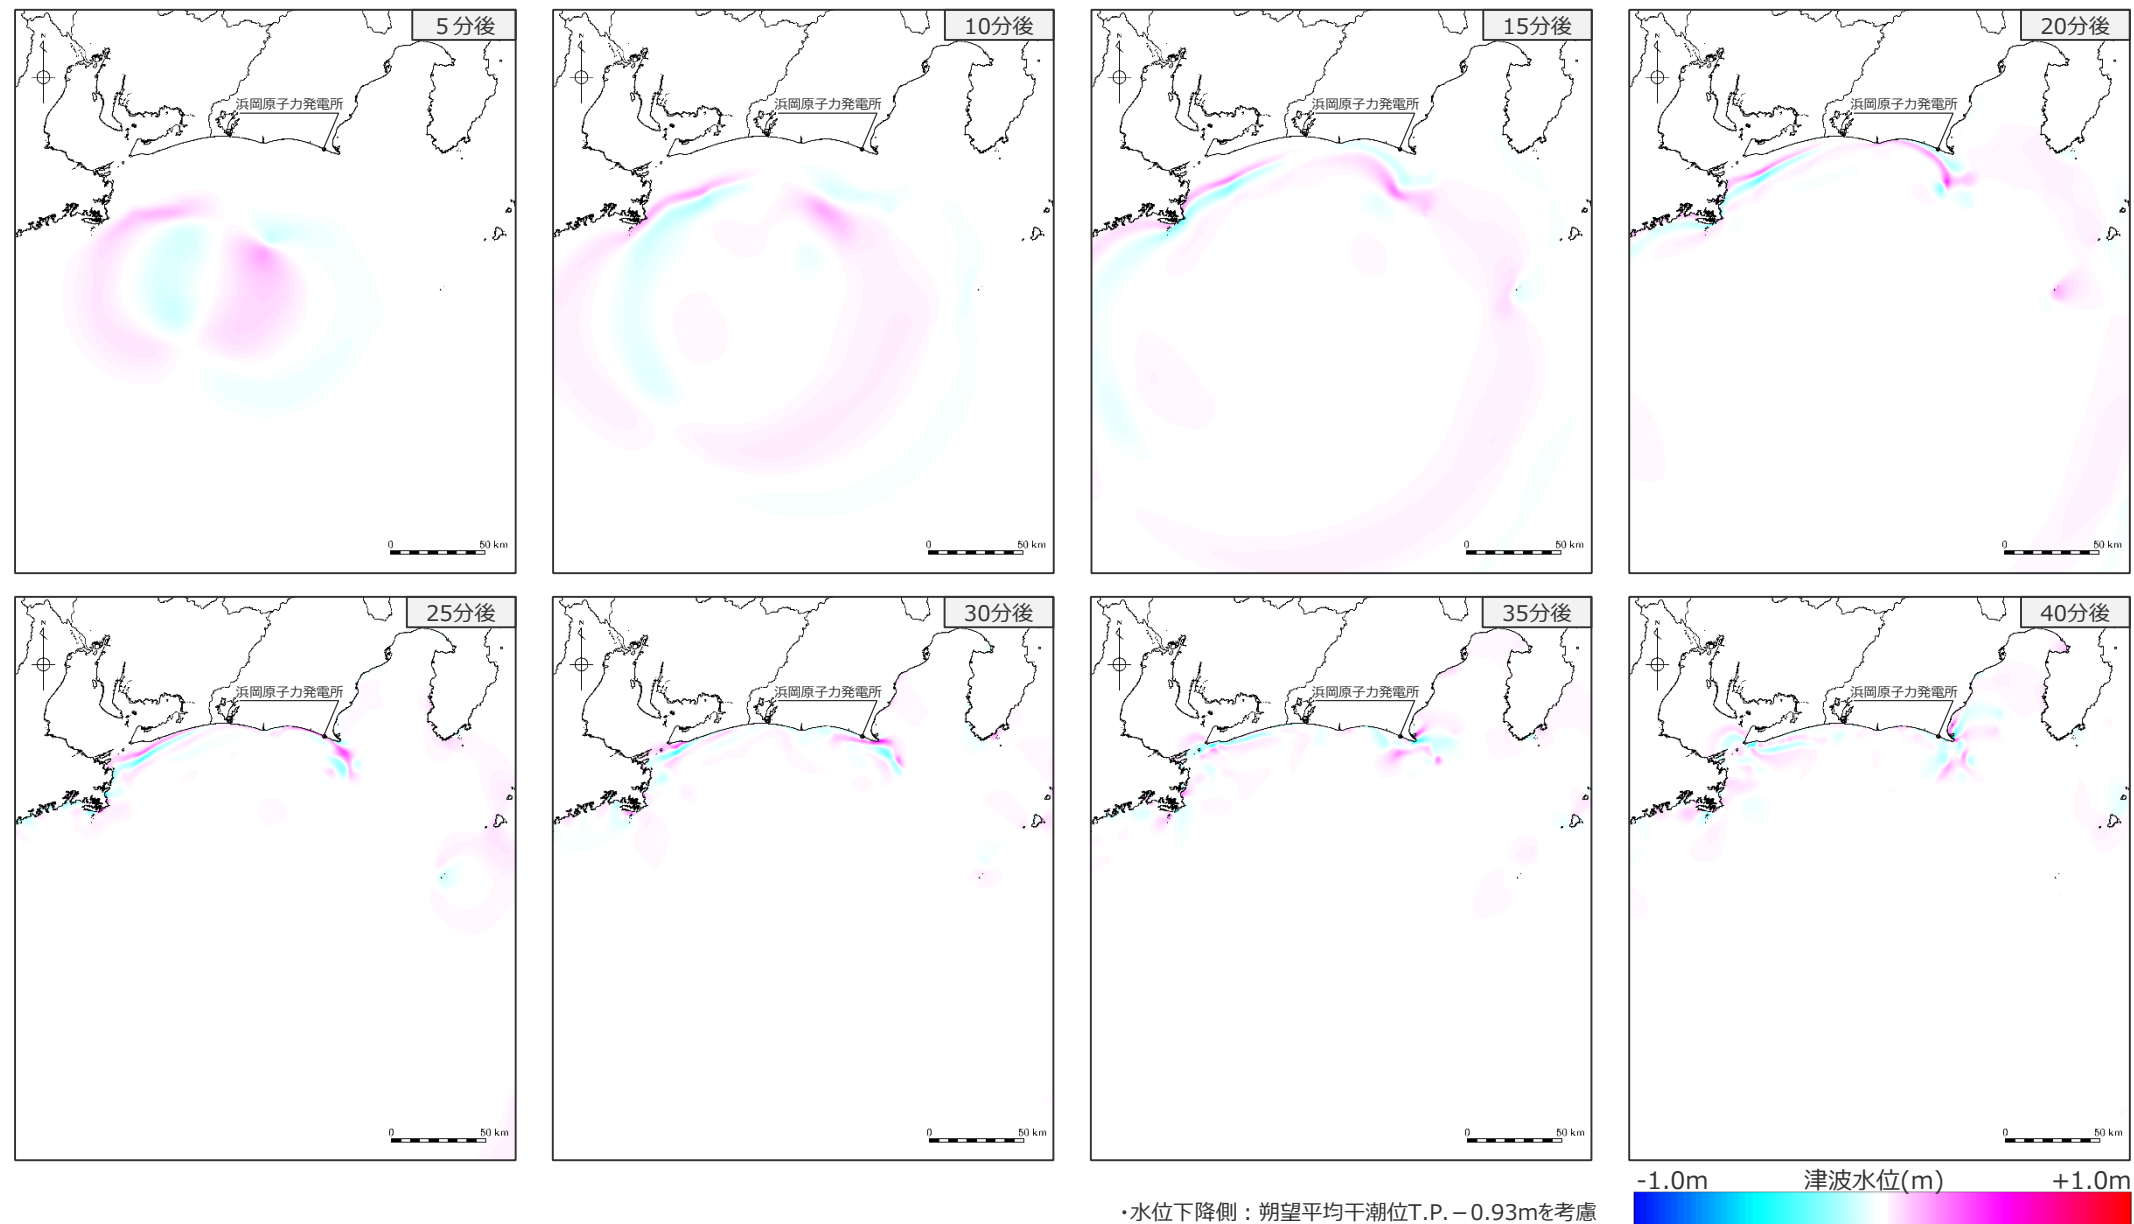 5分後
10分後
15分後
20分後
N
N
N
N
浜岡原子力発電所
浜岡原子力発電所
浜岡原子力発電所
浜岡原子力発電所
0 50 km
0 50 km
0 50 km
0 50 km
25分後
30分後
35分後
40分後
N
N
N
N
浜岡原子力発電所
浜岡原子力発電所
浜岡原子力発電所
浜岡原子力発電所
0 50 km
0 50 km
0 50 km
0 50 km
-1.0m 津波水位(m) +1.0m
・水位下降側：朔望平均干潮位T.P.－0.93mを考慮